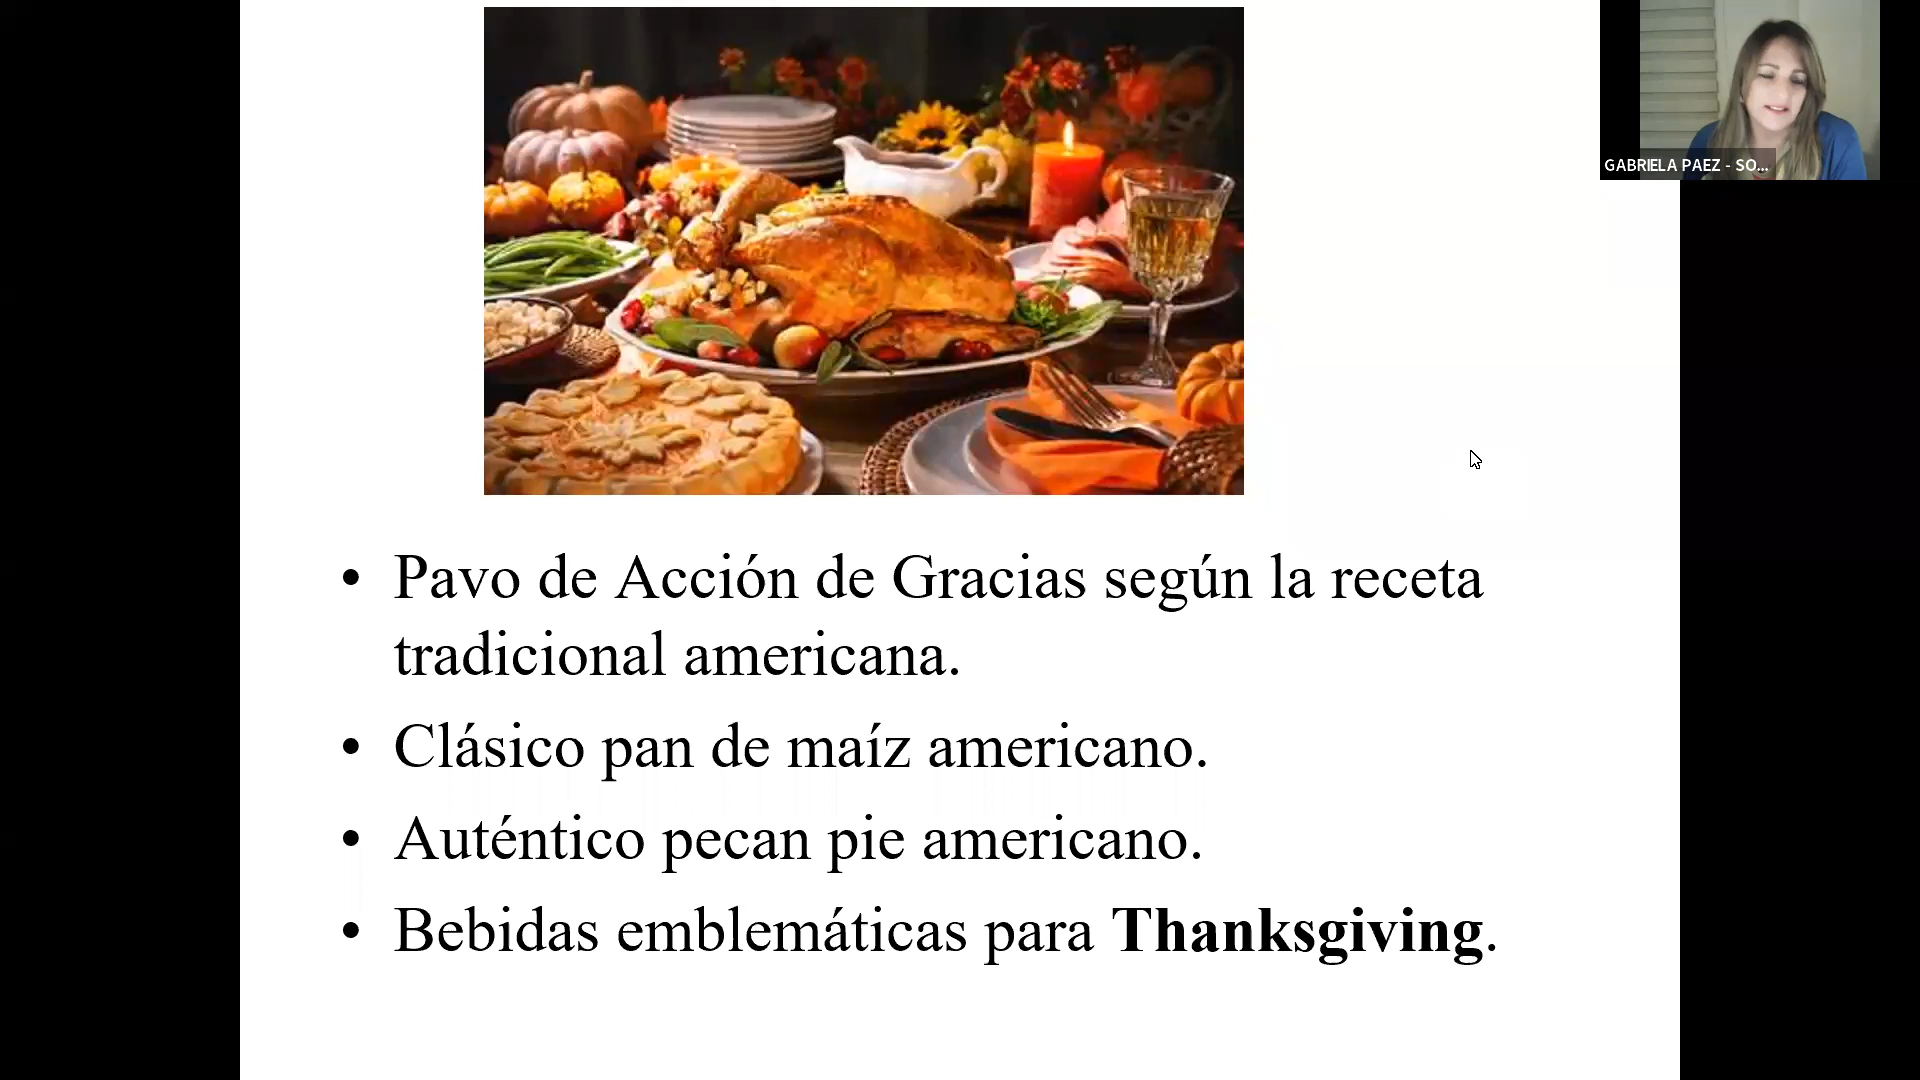 GABRIELA PAEZ - SO...
• Pavo de Acción de Gracias según la receta
tradicional americana.
• Clásico pan de maíz americano.
• Auténtico pecan pie americano.
• Bebidas emblemáticas para Thanksgiving.